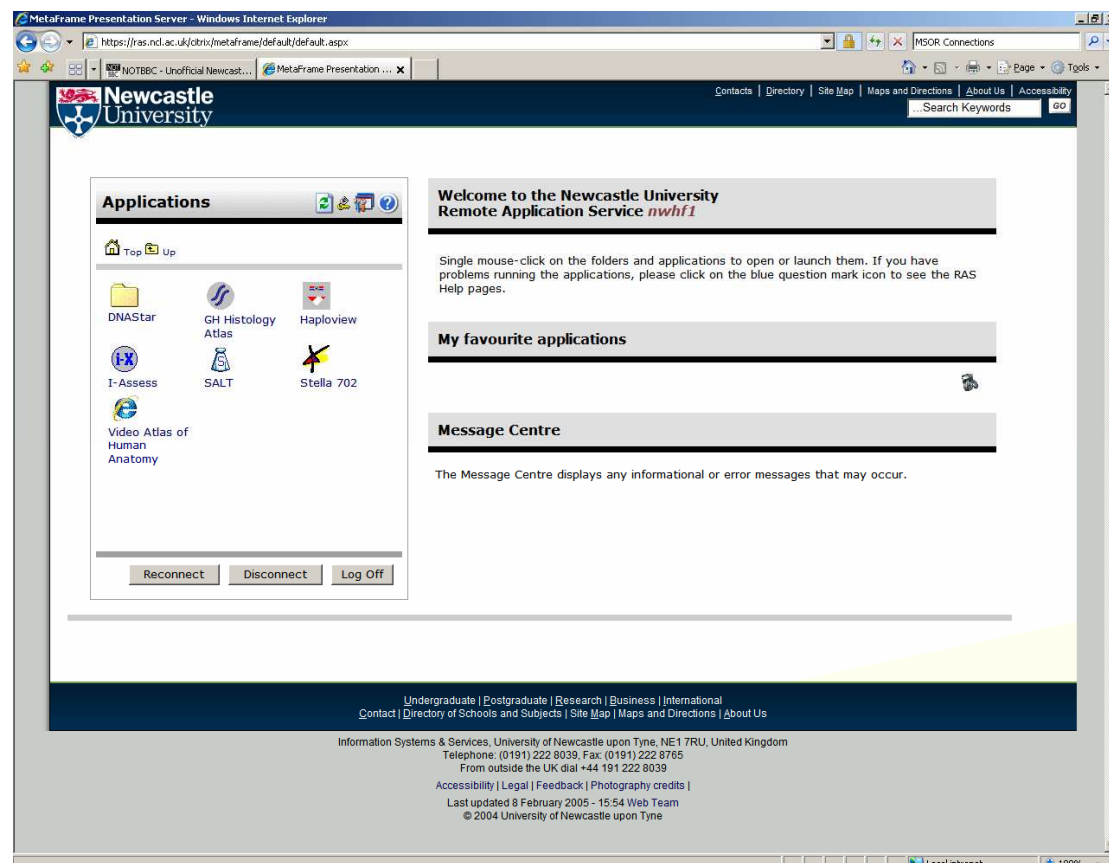 MetaFrame Presentation Server - Windows Internet Explorer
https://ras.ncl.ac.uk/citrix/metaframe/default/default.aspx
MSOR Connections
NOTBBC - Unofficial Newcast...
MetaFrame Presentation ...
Page
Tools
Newcastle
University
Contacts | Directory | Site Map | Maps and Directions | About Us | Accessibility
...Search Keywords
GO
Applications
Top Up
DNAStar
GH Histology
Atlas
Haploview
I-Assess
SALT
Stella 702
Video Atlas of
Human
Anatomy
Reconnect Disconnect Log Off
Welcome to the Newcastle University
Remote Application Service nwhf1
Single mouse-click on the folders and applications to open or launch them. If you have
problems running the applications, please click on the blue question mark icon to see the RAS
Help pages.
My favourite applications
Message Centre
The Message Centre displays any informational or error messages that may occur.
Undergraduate | Postgraduate | Research | Business | International
Contact | Directory of Schools and Subjects | Site Map | Maps and Directions | About Us
Information Systems & Services, University of Newcastle upon Tyne, NE1 7RU, United Kingdom
Telephone: (0191) 222 8039, Fax: (0191) 222 8765
From outside the UK dial +44 191 222 8039
Accessibility | Legal | Feedback | Photography credits |
Last updated 8 February 2005 - 15:54 Web Team
© 2004 University of Newcastle upon Tyne